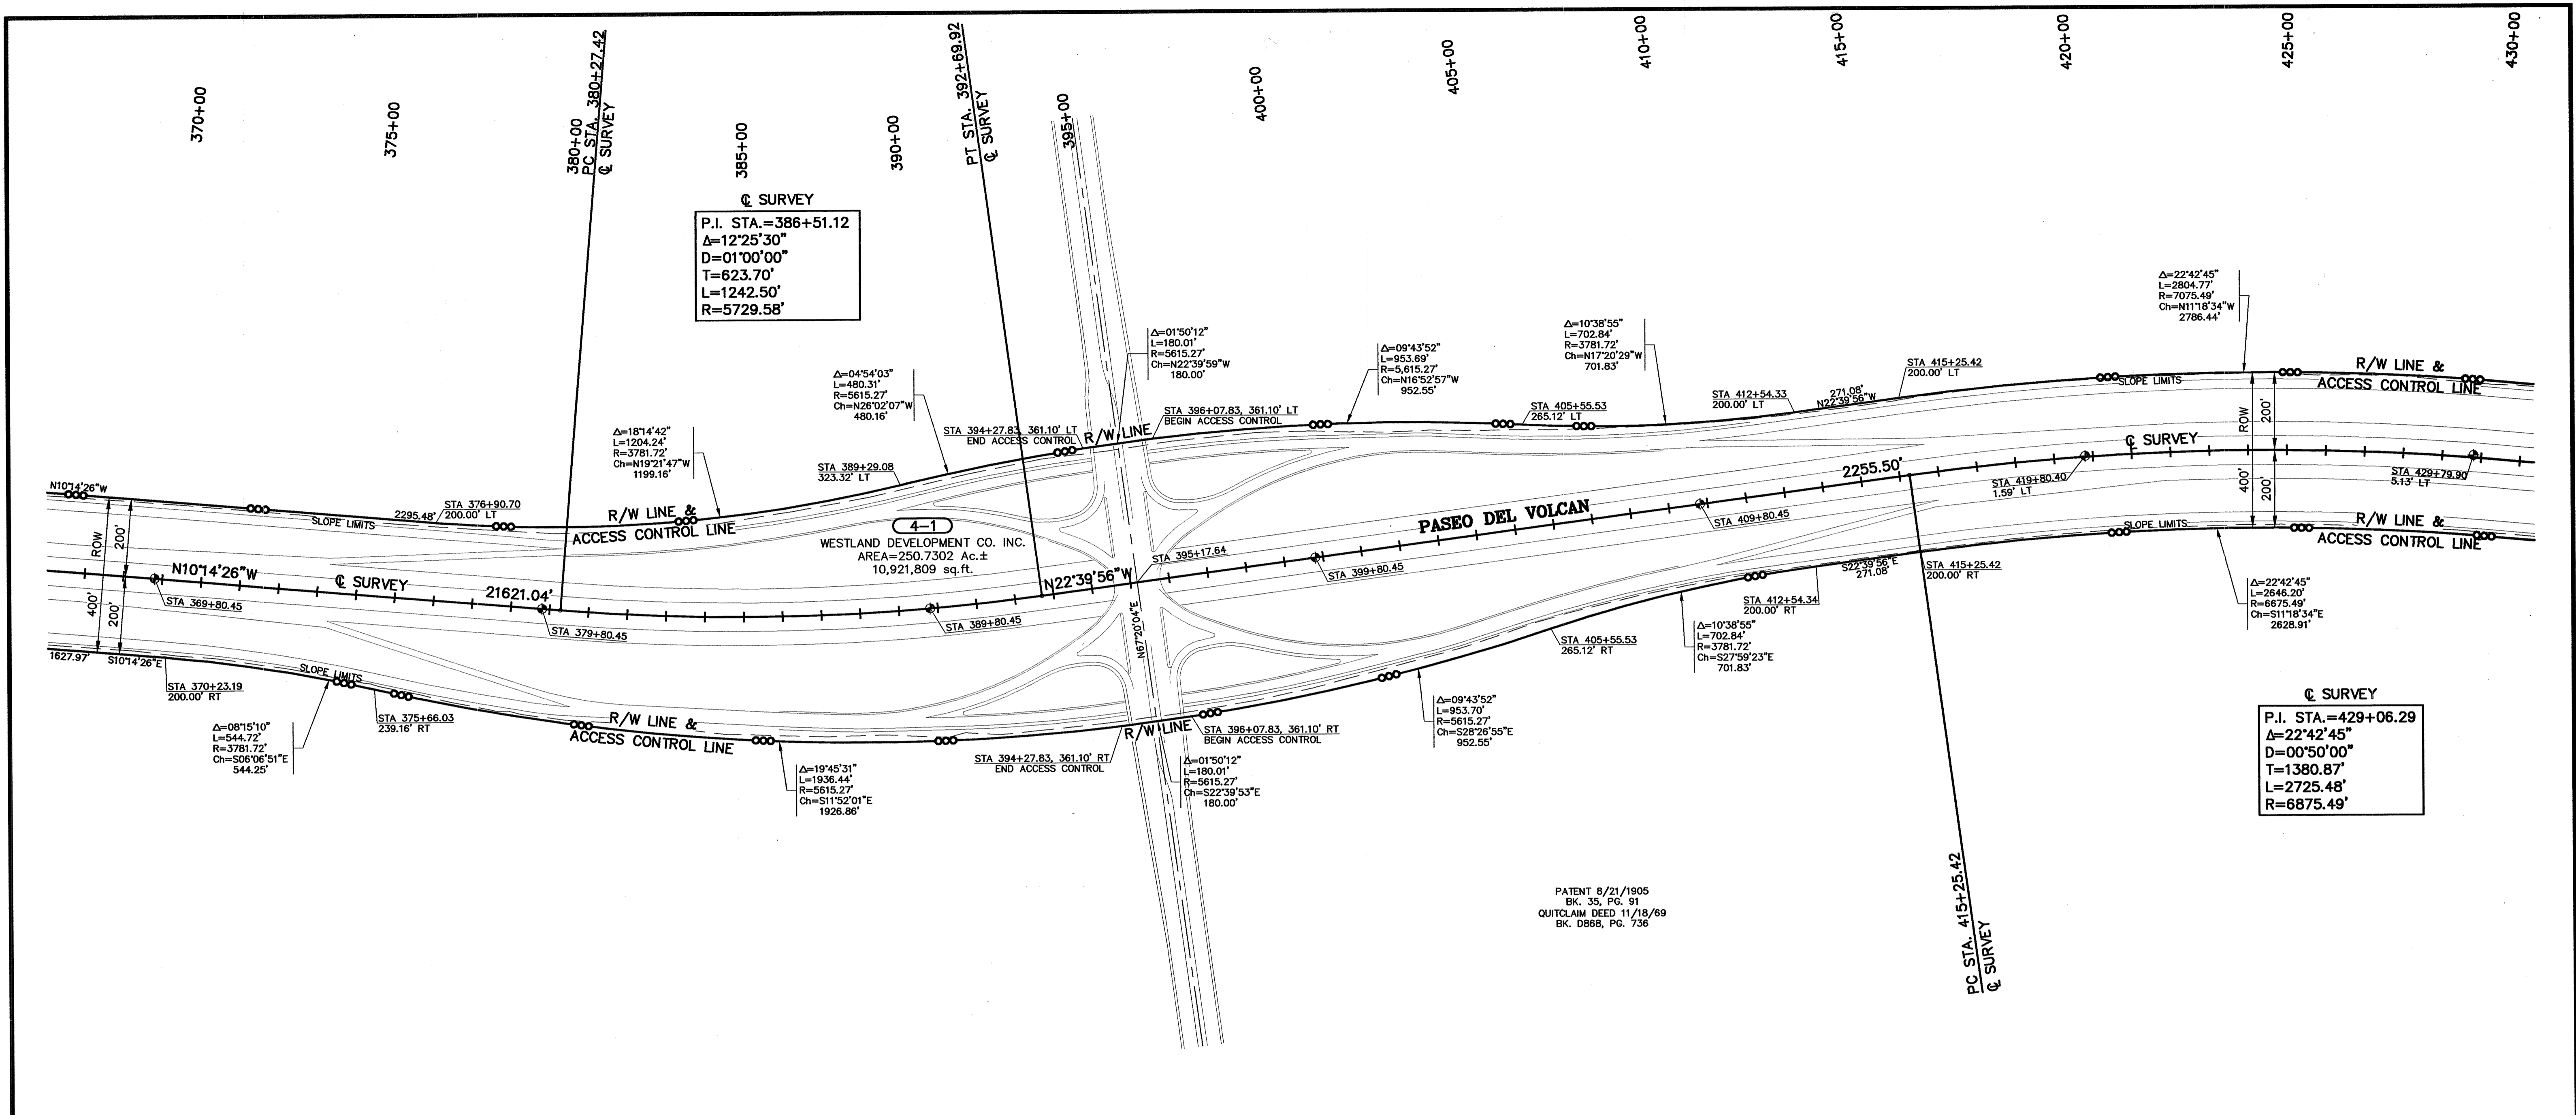 370+00
375+00
380+00
PC STA. 380+27.42
℄ SURVEY
385+00
390+00
PT STA. 392+69.92
℄ SURVEY
395+00
400+00
405+00
410+00
415+00
420+00
425+00
430+00
℄ SURVEY
P.I. STA.=386+51.12
Δ=12°25'30"
D=01°00'00"
T=623.70'
L=1242.50'
R=5729.58'
Δ=22°42'45"
L=2804.77'
R=7075.49'
Ch=N11°18'34"W
2786.44'
Δ=01°50'12"
L=180.01'
R=5615.27'
Ch=N22°39'59"W
180.00'
Δ=09°43'52"
L=953.69'
R=5,615.27'
Ch=N16°52'57"W
952.55'
Δ=10°38'55"
L=702.84'
R=3781.72'
Ch=N17°20'29"W
701.83'
Δ=04°54'03"
L=480.31'
R=5615.27'
Ch=N26°02'07"W
480.16'
Δ=18°14'42"
L=1204.24'
R=3781.72'
Ch=N19°21'47"W
1199.16'
STA 415+25.42
200.00' LT
STA 412+54.33
200.00' LT
271.08'
N22°39'56"W
STA 405+55.53
265.12' LT
STA 396+07.83, 361.10' LT
BEGIN ACCESS CONTROL
STA 394+27.83, 361.10' LT
END ACCESS CONTROL
R/W LINE
STA 389+29.08
323.32' LT
R/W LINE &
ACCESS CONTROL LINE
SLOPE LIMITS
N10°14'26"W
SLOPE LIMITS
2295.48'
STA 376+90.70
200.00' LT
R/W LINE &
ACCESS CONTROL LINE
4-1
WESTLAND DEVELOPMENT CO. INC.
AREA=250.7302 Ac.±
10,921,809 sq.ft.
ROW
400'
200'
200'
N10°14'26"W
℄ SURVEY
21621.04'
STA 369+80.45
STA 379+80.45
STA 389+80.45
N22°39'56"W
STA 395+17.64
N67°20'04"E
STA 399+80.45
PASEO DEL VOLCAN
STA 409+80.45
2255.50'
℄ SURVEY
STA 419+80.40
1.59' LT
STA 429+79.90
5.13' LT
ROW
400'
200'
200'
R/W LINE &
ACCESS CONTROL LINE
SLOPE LIMITS
STA 415+25.42
200.00' RT
S22°39'56"E
271.08'
STA 412+54.34
200.00' RT
STA 405+55.53
265.12' RT
1627.97'
S10°14'26"E
STA 370+23.19
200.00' RT
SLOPE LIMITS
STA 375+66.03
239.16' RT
R/W LINE &
ACCESS CONTROL LINE
STA 394+27.83, 361.10' RT
END ACCESS CONTROL
R/W LINE
STA 396+07.83, 361.10' RT
BEGIN ACCESS CONTROL
Δ=08°15'10"
L=544.72'
R=3781.72'
Ch=S06°06'51"E
544.25'
Δ=19°45'31"
L=1936.44'
R=5615.27'
Ch=S11°52'01"E
1926.86'
Δ=01°50'12"
L=180.01'
R=5615.27'
Ch=S22°39'53"E
180.00'
Δ=09°43'52"
L=953.70'
R=5615.27'
Ch=S28°26'55"E
952.55'
Δ=10°38'55"
L=702.84'
R=3781.72'
Ch=S27°59'23"E
701.83'
Δ=22°42'45"
L=2646.20'
R=6675.49'
Ch=S11°18'34"E
2628.91'
℄ SURVEY
P.I. STA.=429+06.29
Δ=22°42'45"
D=00°50'00"
T=1380.87'
L=2725.48'
R=6875.49'
PC STA. 415+25.42
℄ SURVEY
PATENT 8/21/1905
BK. 35, PG. 91
QUITCLAIM DEED 11/18/69
BK. D868, PG. 736